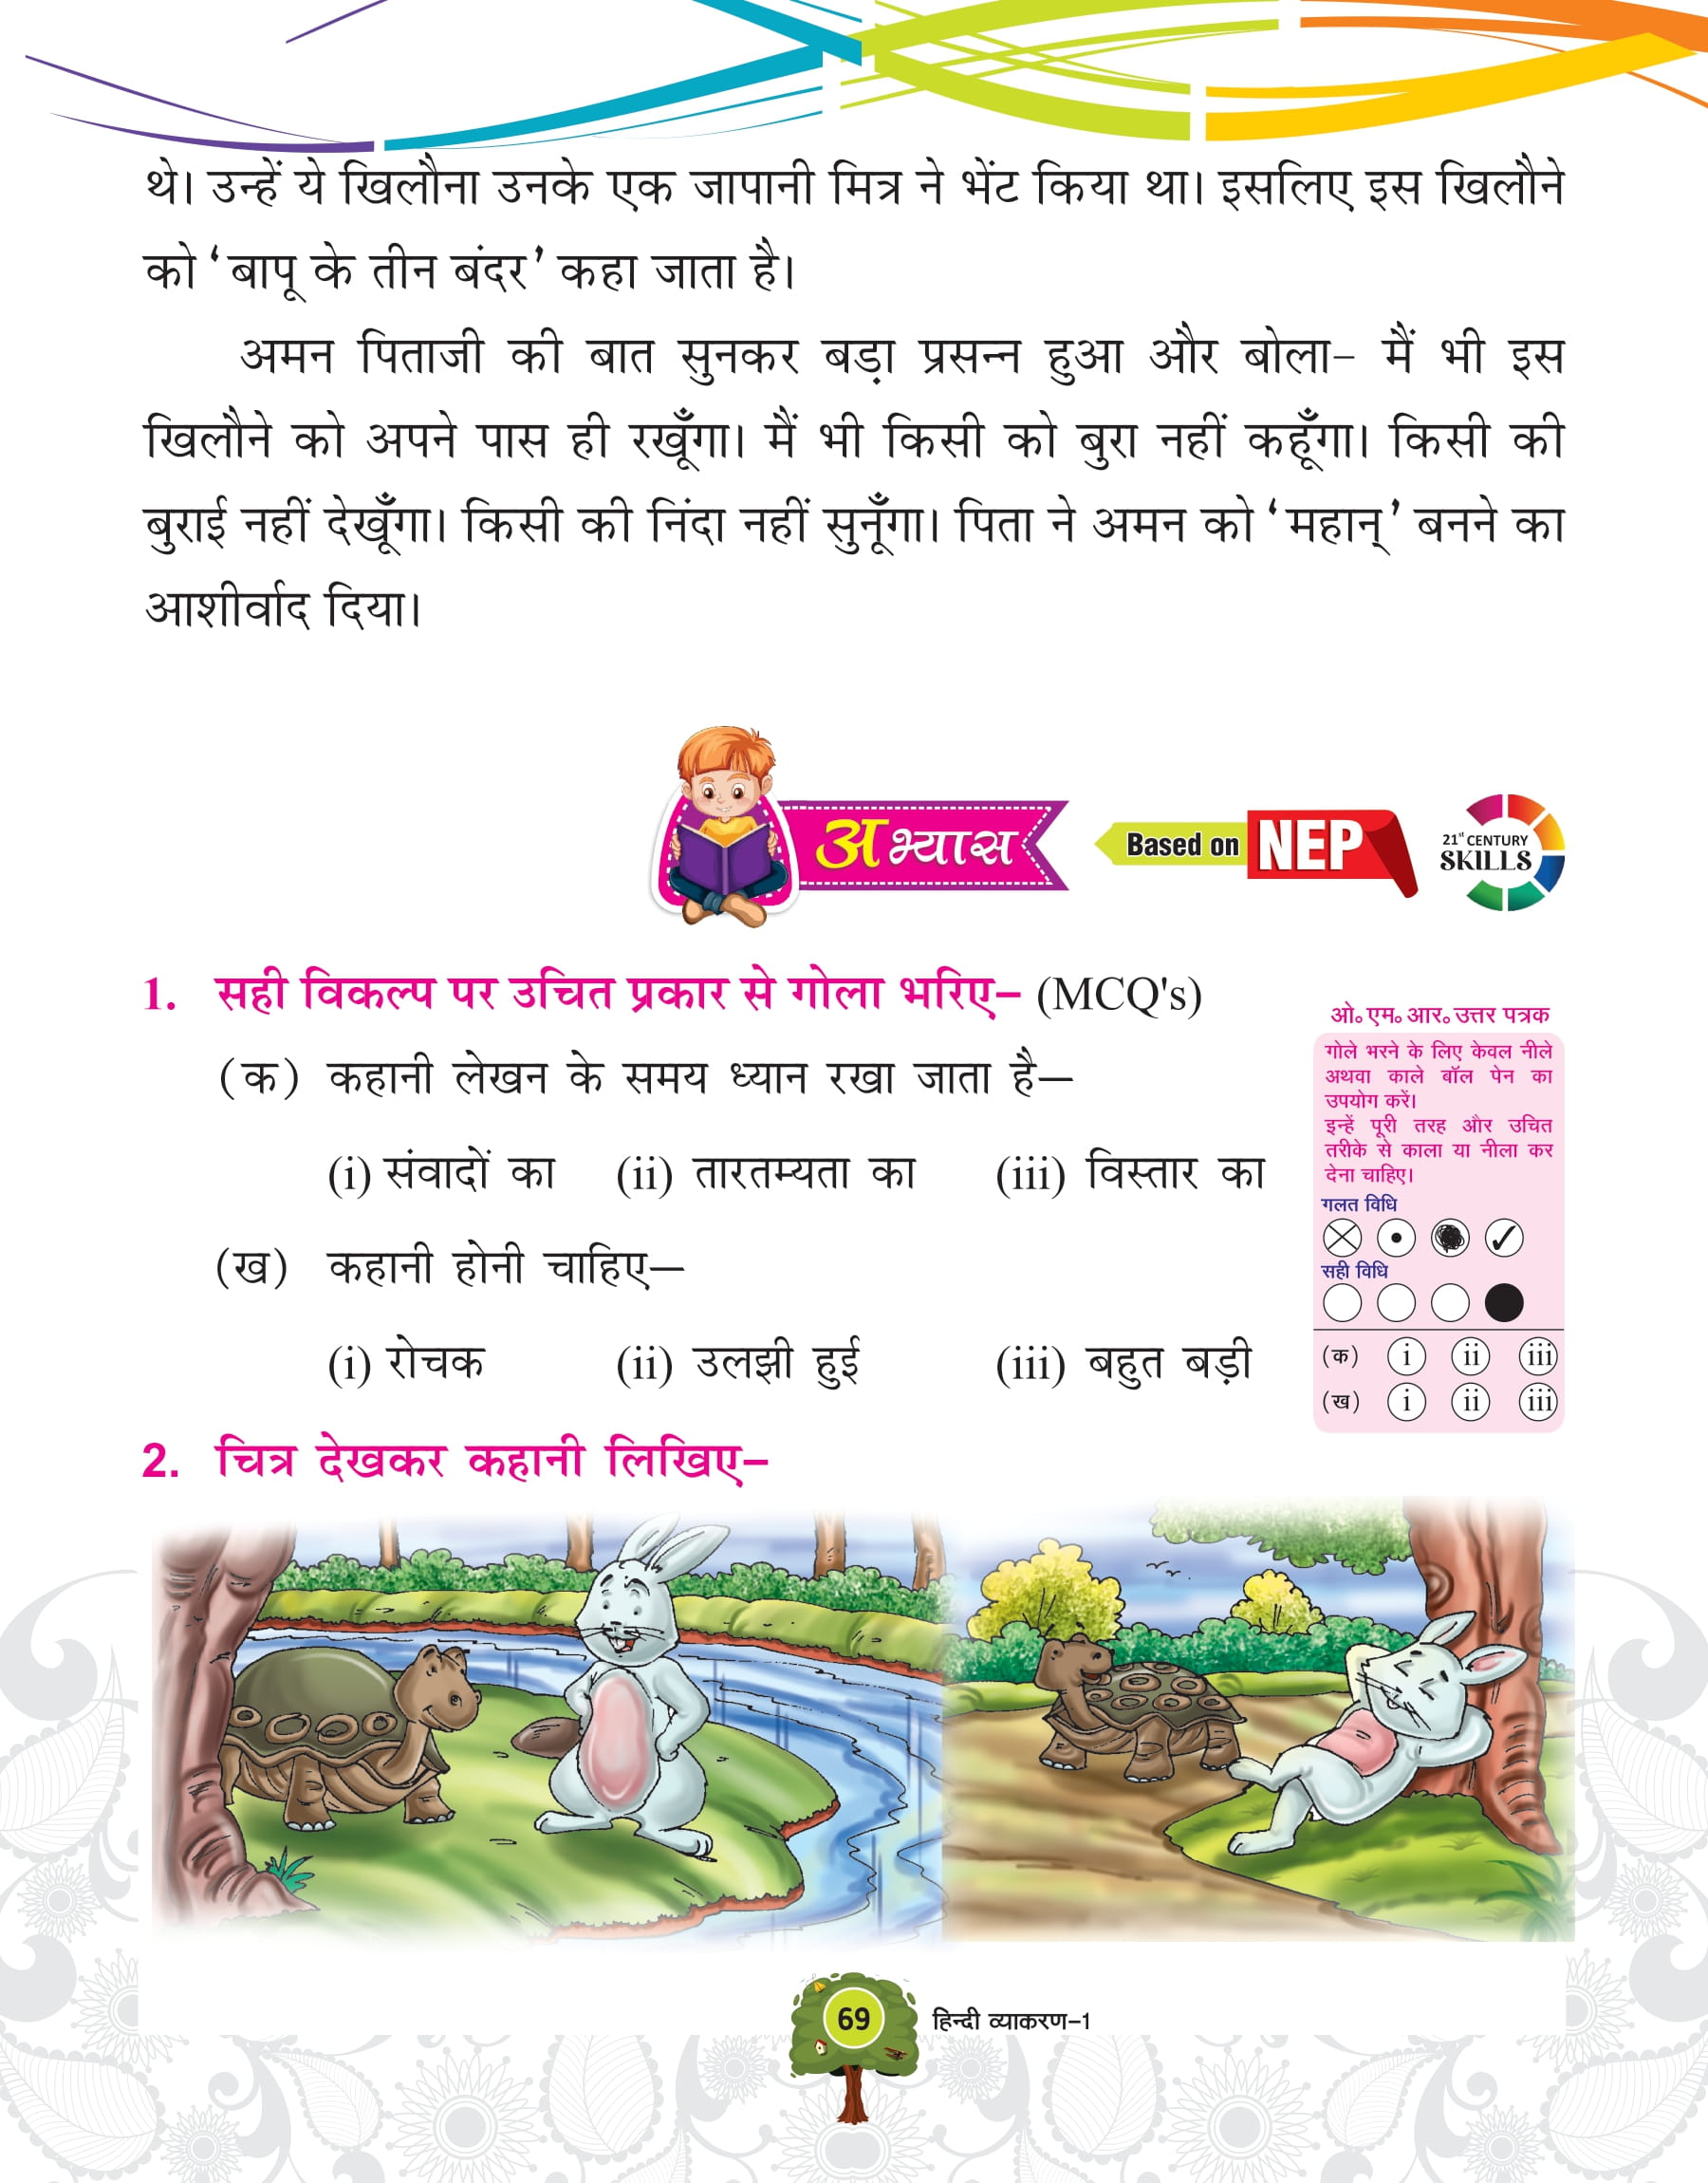 थे। उन्हें ये खिलौना उनके एक जापानी मित्र ने भेंट किया था। इसलिए इस खिलौने
को ‘बापू के तीन बंदर’ कहा जाता है।
अमन पिताजी की बात सुनकर बड़ा प्रसन्न हुआ और बोला– मैं भी इस
खिलौने को अपने पास ही रखूँगा। मैं भी किसी को बुरा नहीं कहूँगा। किसी की
बुराई नहीं देखूँगा। किसी की निंदा नहीं सुनूँगा। पिता ने अमन को ‘महान्’ बनने का
आशीर्वाद दिया।
अभ्यास
Based on NEP
21st CENTURY
SKILLS
1. सही विकल्प पर उचित प्रकार से गोला भरिए– (MCQ's)
(क) कहानी लेखन के समय ध्यान रखा जाता है—
(i) संवादों का (ii) तारतम्यता का (iii) विस्तार का
(ख) कहानी होनी चाहिए—
(i) रोचक (ii) उलझी हुई (iii) बहुत बड़ी
ओ॰ एम॰ आर॰ उत्तर पत्रक
गोले भरने के लिए केवल नीले
अथवा काले बॉल पेन का
उपयोग करें।
इन्हें पूरी तरह और उचित
तरीके से काला या नीला कर
देना चाहिए।
गलत विधि
सही विधि
(क) i ii iii
(ख) i ii iii
2. चित्र देखकर कहानी लिखिए–
69 हिन्दी व्याकरण–1